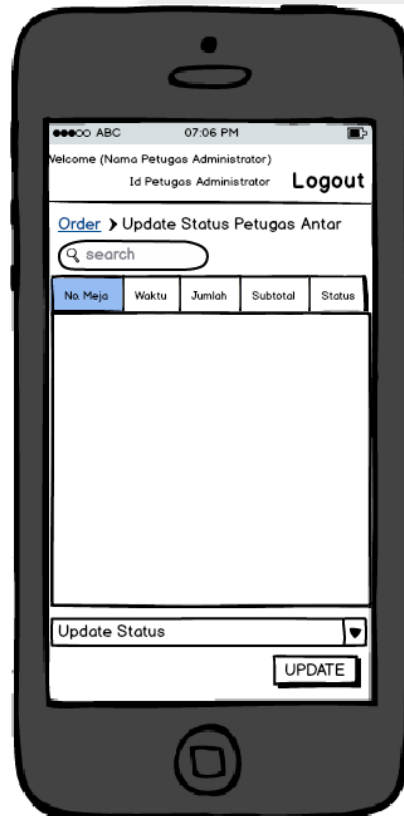 ABC 07:06 PM
Welcome (Nama Petugas Administrator)
Id Petugas Administrator Logout
Order > Update Status Petugas Antar
search
No. Meja Waktu Jumlah Subtotal Status
Update Status
UPDATE